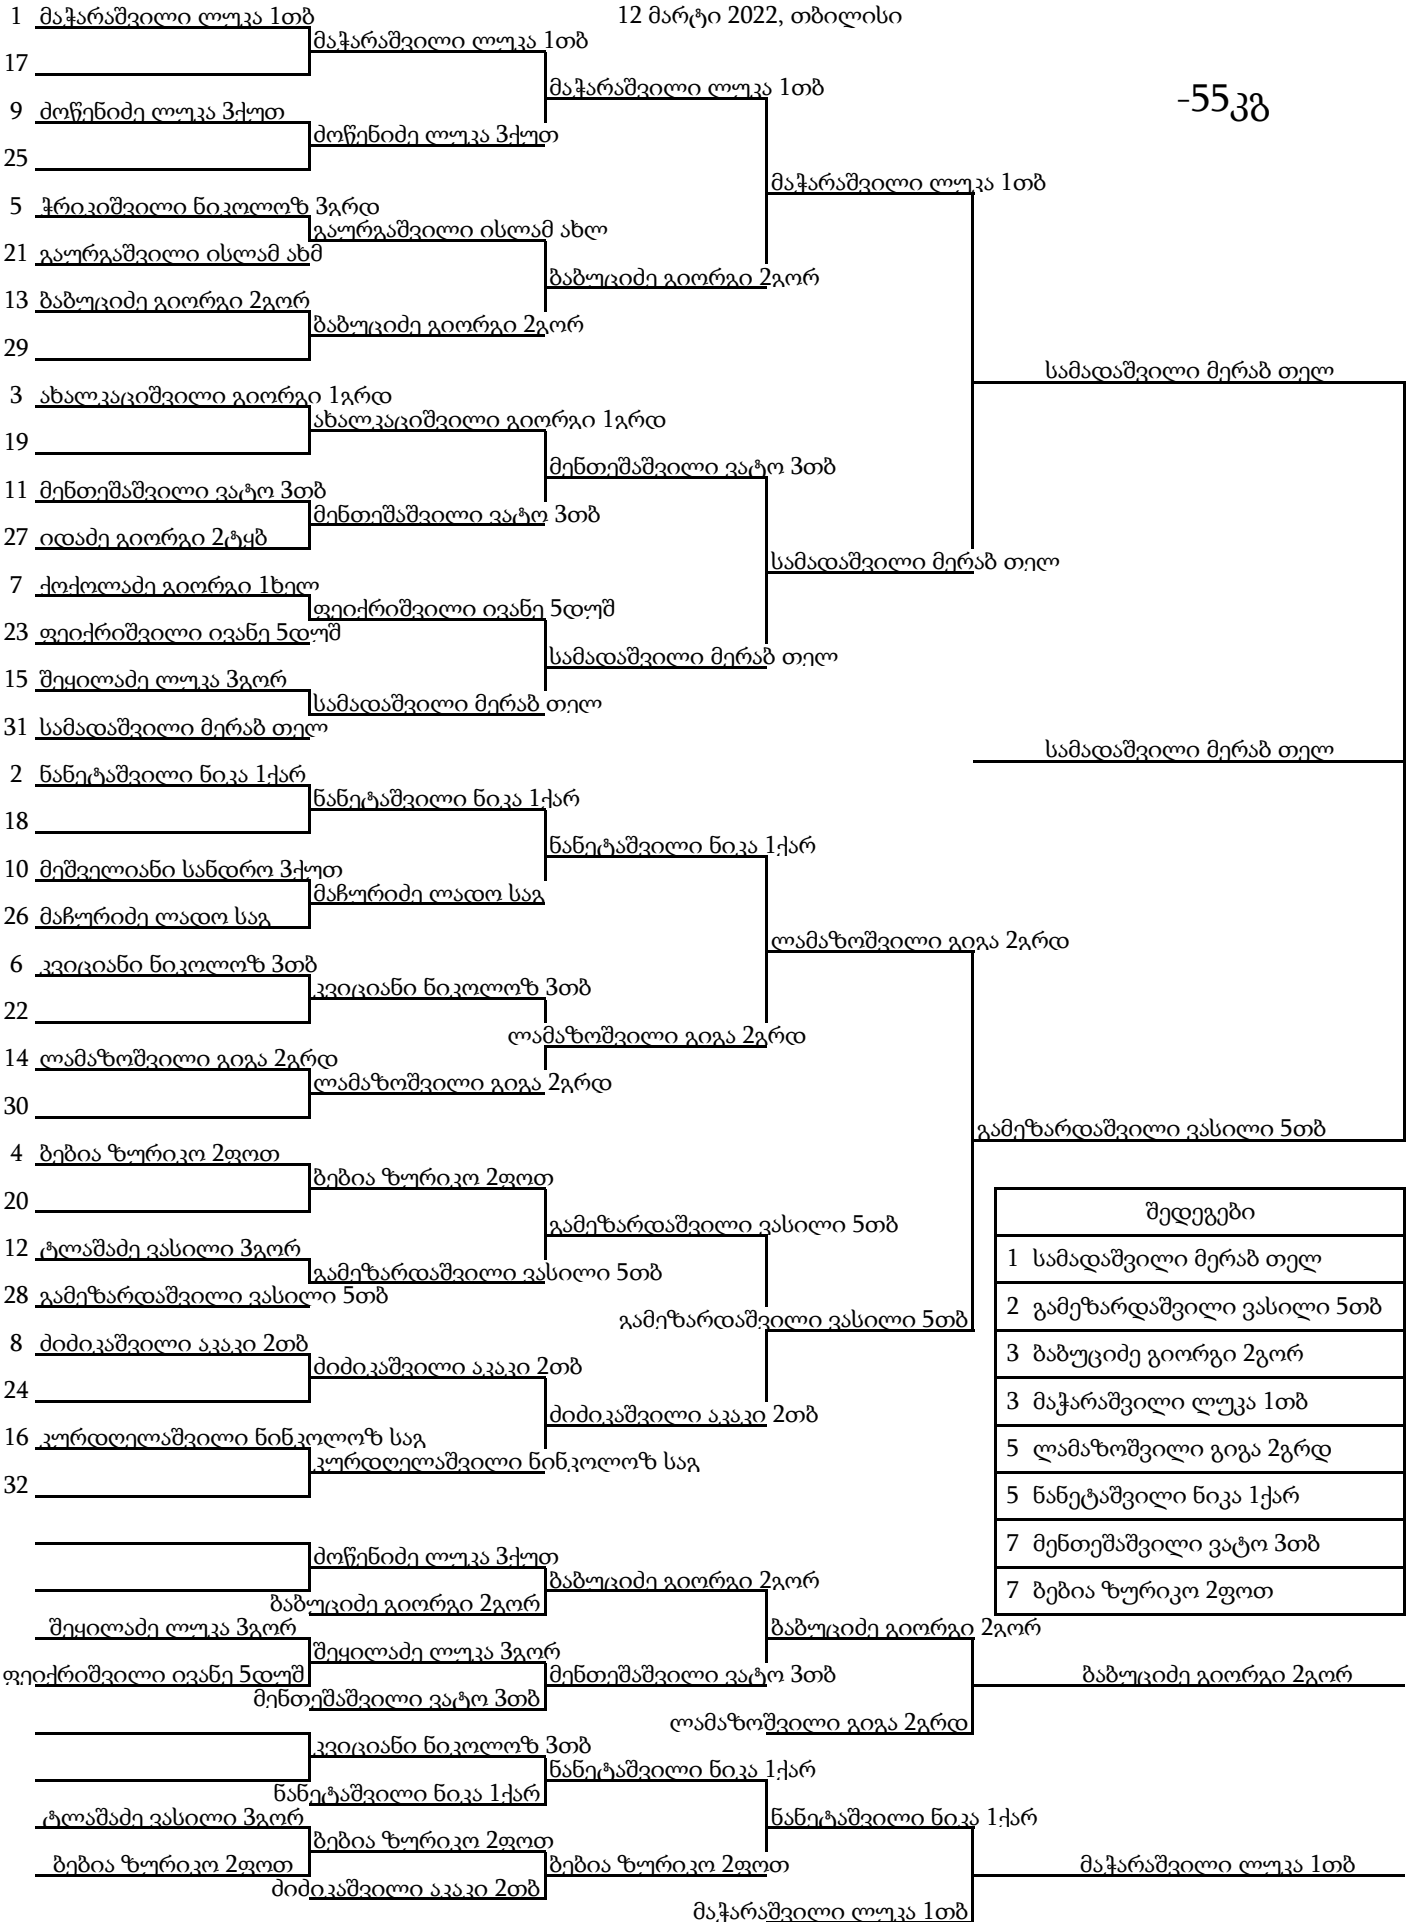 12 მარტი 2022, თბილისი
-55კგ
1 მაჭარაშვილი ლუკა 1თბ
მაჭარაშვილი ლუკა 1თბ
17
მაჭარაშვილი ლუკა 1თბ
9 ძოწენიძე ლუკა 3ქუთ
ძოწენიძე ლუკა 3ქუთ
25
მაჭარაშვილი ლუკა 1თბ
5 ჭრიკიშვილი ნიკოლოზ 3გრდ
გაურგაშვილი ისლამ ახლ
21 გაურგაშვილი ისლამ ახმ
ბაბუციძე გიორგი 2გორ
13 ბაბუციძე გიორგი 2გორ
ბაბუციძე გიორგი 2გორ
29
სამადაშვილი მერაბ თელ
3 ახალკაციშვილი გიორგი 1გრდ
ახალკაციშვილი გიორგი 1გრდ
19
მენთეშაშვილი ვატო 3თბ
11 მენთეშაშვილი ვატო 3თბ
მენთეშაშვილი ვატო 3თბ
27 იდაძე გიორგი 2ტყბ
სამადაშვილი მერაბ თელ
7 ქოქოლაძე გიორგი 1ხელ
ფეიქრიშვილი ივანე 5დუშ
23 ფეიქრიშვილი ივანე 5დუშ
სამადაშვილი მერაბ თელ
15 შეყილაძე ლუკა 3გორ
სამადაშვილი მერაბ თელ
31 სამადაშვილი მერაბ თელ
სამადაშვილი მერაბ თელ
2 ნანეტაშვილი ნიკა 1ქარ
ნანეტაშვილი ნიკა 1ქარ
18
ნანეტაშვილი ნიკა 1ქარ
10 მეშველიანი სანდრო 3ქუთ
მაჩურიძე ლადო საგ
26 მაჩურიძე ლადო საგ
ლამაზოშვილი გიგა 2გრდ
6 კვიციანი ნიკოლოზ 3თბ
კვიციანი ნიკოლოზ 3თბ
22
ლამაზოშვილი გიგა 2გრდ
14 ლამაზოშვილი გიგა 2გრდ
ლამაზოშვილი გიგა 2გრდ
30
გამეზარდაშვილი ვასილი 5თბ
4 ბებია ზურიკო 2ფოთ
ბებია ზურიკო 2ფოთ
20
გამეზარდაშვილი ვასილი 5თბ
12 ტლაშაძე ვასილი 3გორ
გამეზარდაშვილი ვასილი 5თბ
28 გამეზარდაშვილი ვასილი 5თბ
გამეზარდაშვილი ვასილი 5თბ
8 ძიძიკაშვილი აკაკი 2თბ
ძიძიკაშვილი აკაკი 2თბ
24
ძიძიკაშვილი აკაკი 2თბ
16 კურდღელაშვილი ნინკოლოზ საგ
კურდღელაშვილი ნინკოლოზ საგ
32
შედეგები
1 სამადაშვილი მერაბ თელ
2 გამეზარდაშვილი ვასილი 5თბ
3 ბაბუციძე გიორგი 2გორ
3 მაჭარაშვილი ლუკა 1თბ
5 ლამაზოშვილი გიგა 2გრდ
5 ნანეტაშვილი ნიკა 1ქარ
7 მენთეშაშვილი ვატო 3თბ
7 ბებია ზურიკო 2ფოთ
ძოწენიძე ლუკა 3ქუთ
ბაბუციძე გიორგი 2გორ
ბაბუციძე გიორგი 2გორ
შეყილაძე ლუკა 3გორ
ბაბუციძე გიორგი 2გორ
შეყილაძე ლუკა 3გორ
ფეიქრიშვილი ივანე 5დუშ
მენთეშაშვილი ვატო 3თბ
ბაბუციძე გიორგი 2გორ
მენთეშაშვილი ვატო 3თბ
ლამაზოშვილი გიგა 2გრდ
კვიციანი ნიკოლოზ 3თბ
ნანეტაშვილი ნიკა 1ქარ
ნანეტაშვილი ნიკა 1ქარ
ტლაშაძე ვასილი 3გორ
ნანეტაშვილი ნიკა 1ქარ
ბებია ზურიკო 2ფოთ
ბებია ზურიკო 2ფოთ
ბებია ზურიკო 2ფოთ
მაჭარაშვილი ლუკა 1თბ
ძიძიკაშვილი აკაკი 2თბ
მაჭარაშვილი ლუკა 1თბ